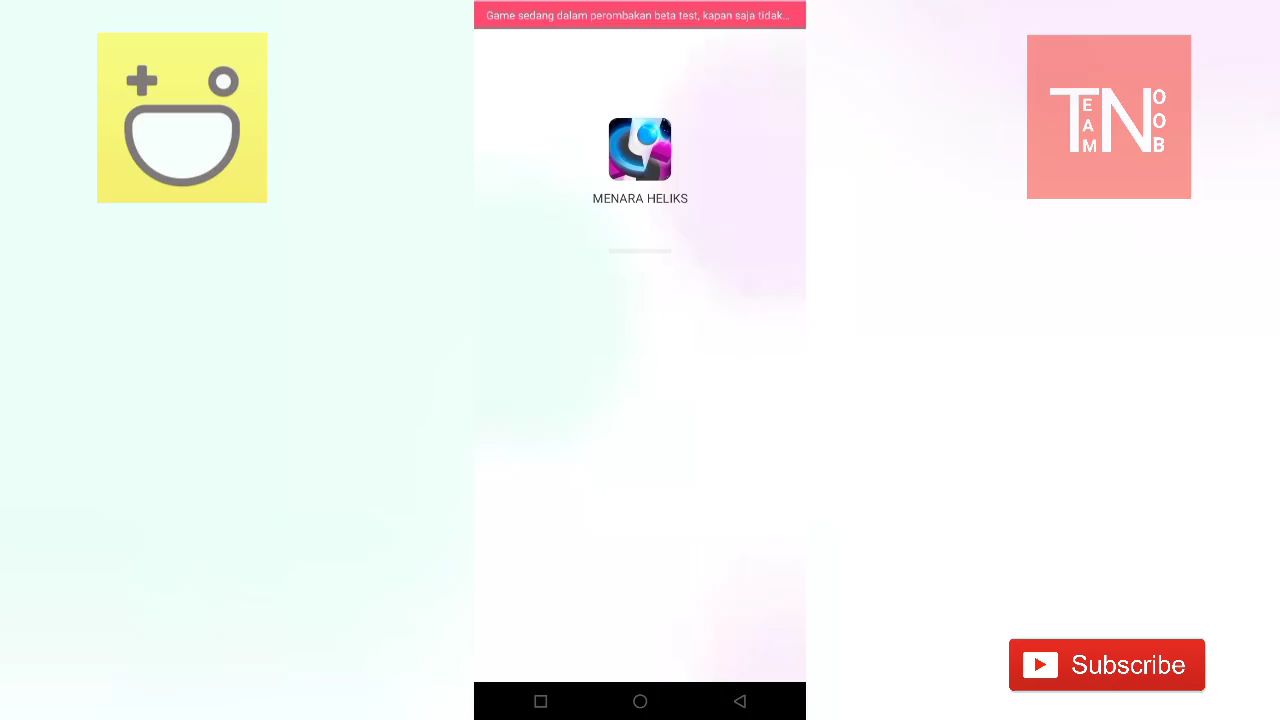 Game sedang dalam perombakan beta test, kapan saja tidak...
MENARA HELIKS
TEAM NOOB
Subscribe